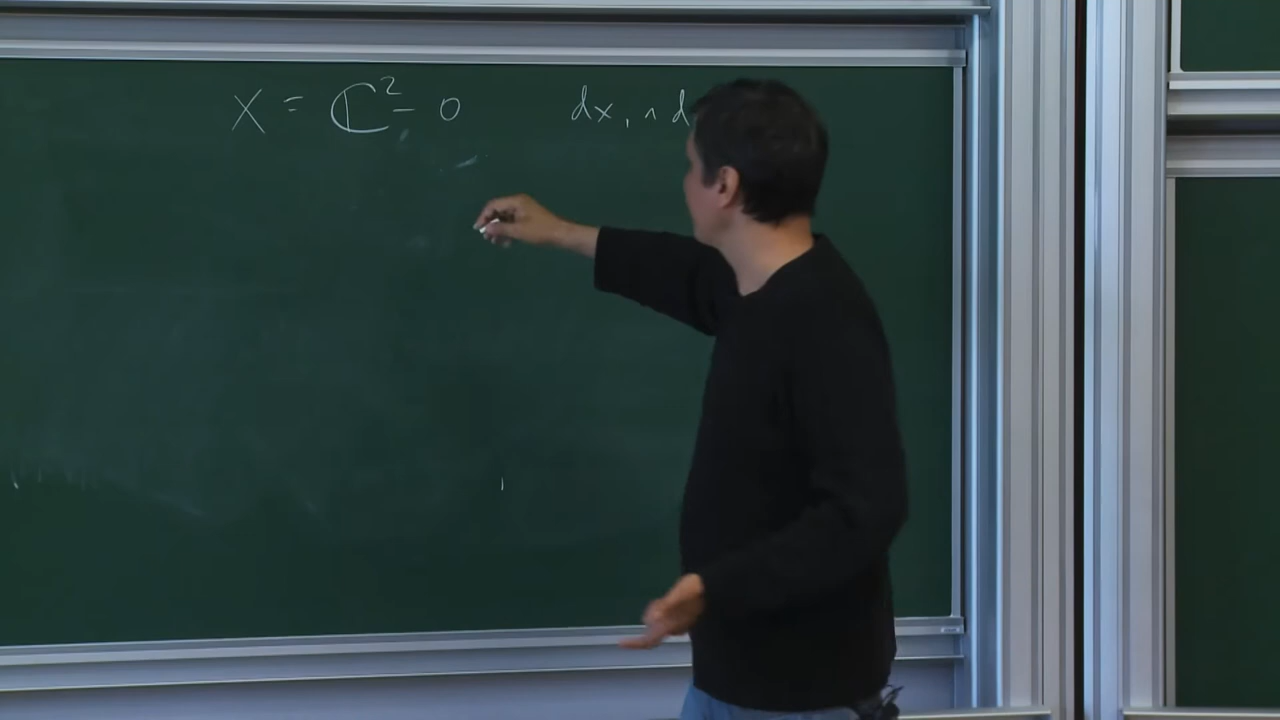 X = ℂ² – 0 dx₁ ∧ d